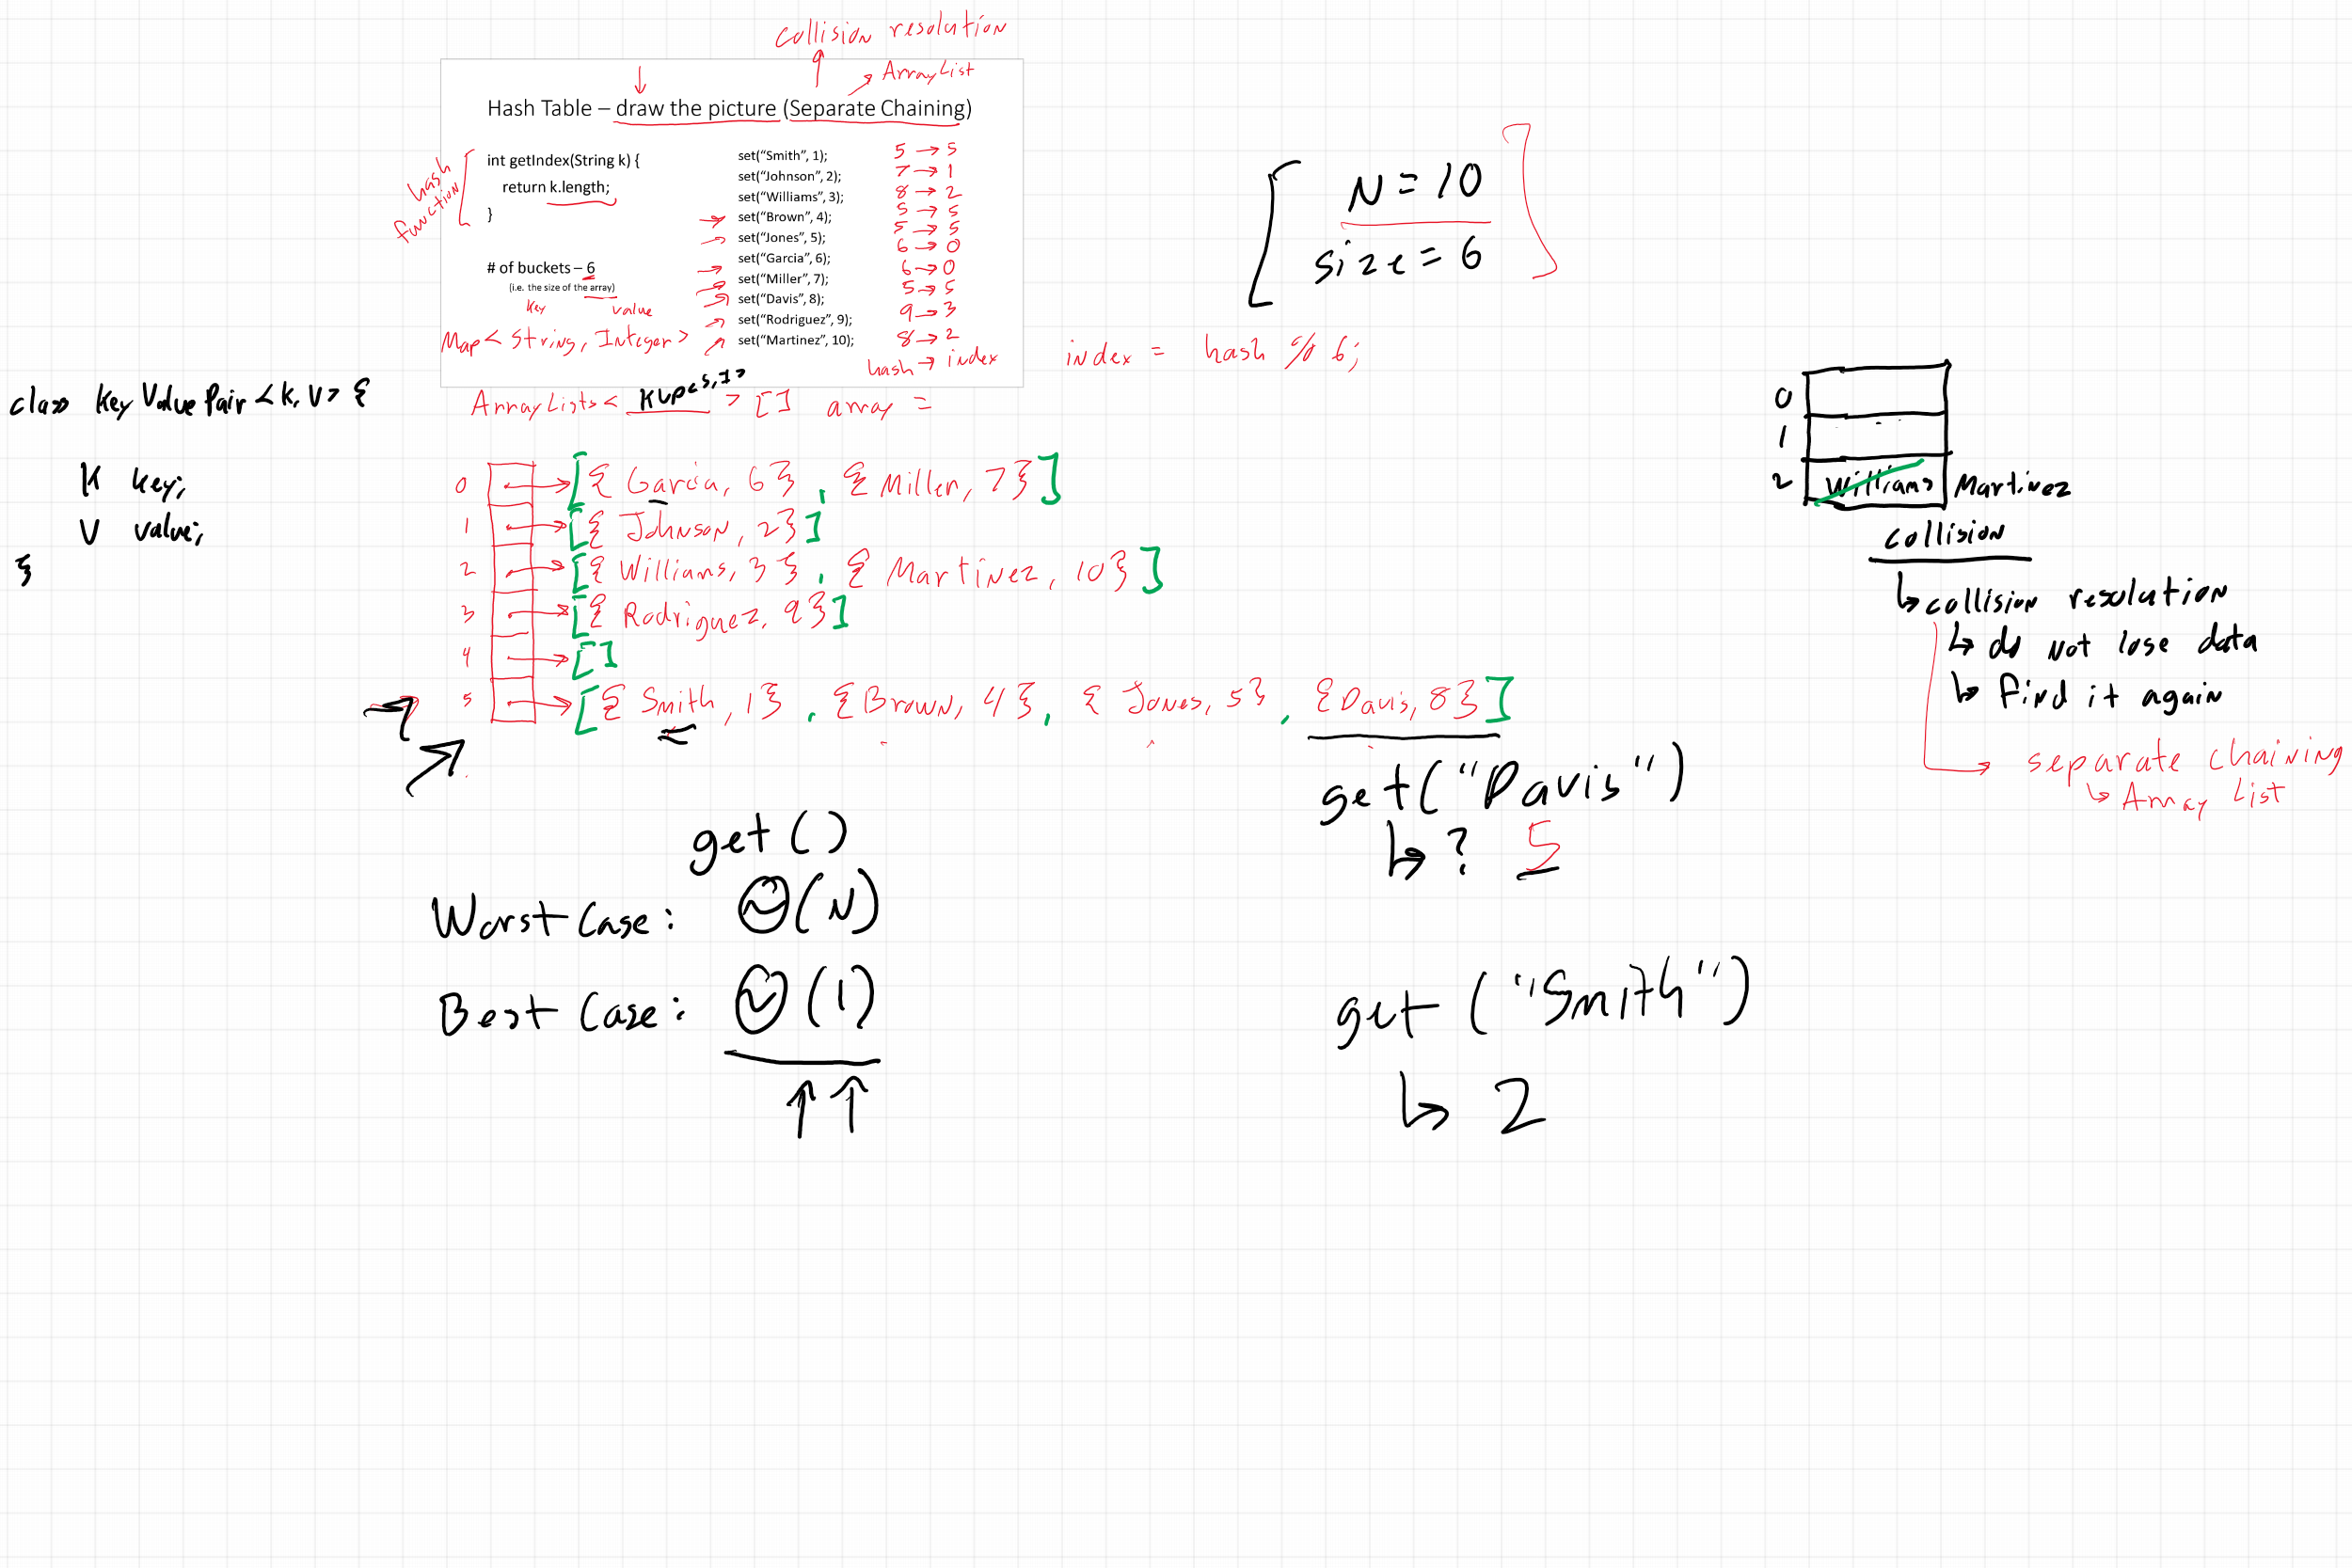 collision resolution
ArrayList
Hash Table – draw the picture (Separate Chaining)
hash function
int getIndex(String k) {
return k.length;
}
# of buckets – 6
(i.e. the size of the array)
key value
Map< String, Integer>
set("Smith", 1); 5 → 5
set("Johnson", 2); 7 → 1
set("Williams", 3); 8 → 2
set("Brown", 4); 5 → 5
set("Jones", 5); 5 → 5
set("Garcia", 6); 6 → 0
set("Miller", 7); 6 → 0
set("Davis", 8); 5 → 5
set("Rodriguez", 9); 9 → 3
set("Martinez", 10); 8 → 2
hash → index
N = 10
size = 6
index = hash % 6;
class KeyValuePair<K,V> {
K key;
V value;
}
ArrayLists< KVP<S,I> > [] array =
0 [{ Garcia, 6} , { Miller, 7}]
1 [{ Johnson, 2}]
2 [{ Williams, 3} , { Martinez, 10}]
3 [{ Rodriguez, 9}]
4 []
5 [{ Smith, 1} , {Brown, 4} , { Jones, 5} , {Davis, 8}]
0
1
2 Williams Martinez
collision
↳ collision resolution
↳ do not lose data
↳ find it again
→ separate chaining
↳ Array List
get("Davis")
↳ ? 5
get()
Worst Case: (N)
Best Case: (1)
↑↑
get("Smith")
↳ 2